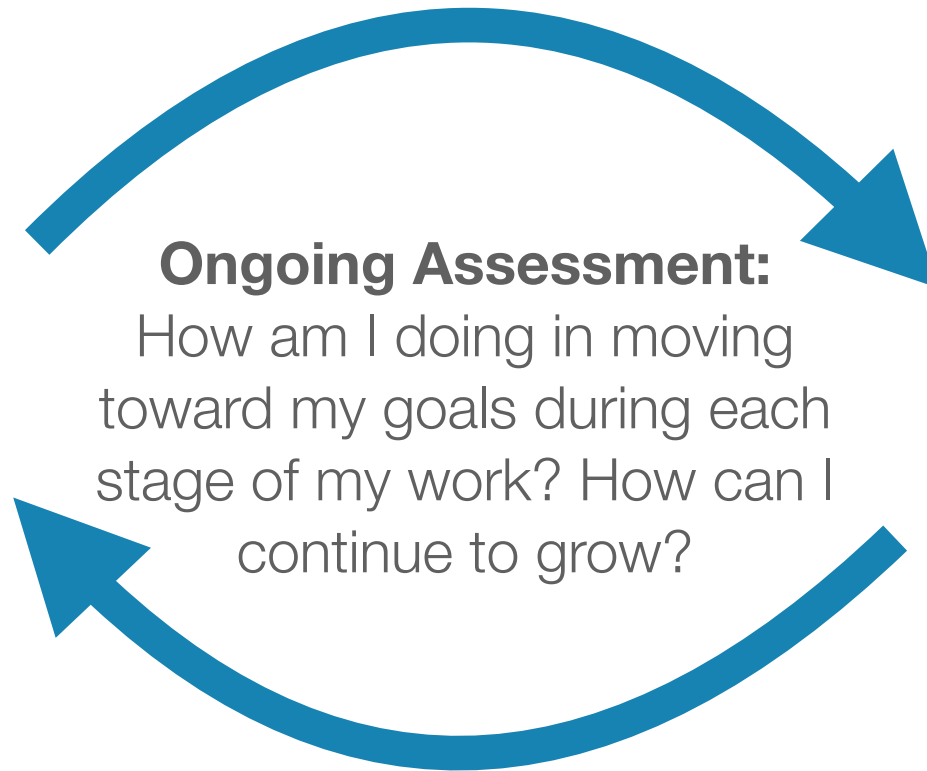 Ongoing Assessment:
How am I doing in moving
toward my goals during each
stage of my work? How can I
continue to grow?